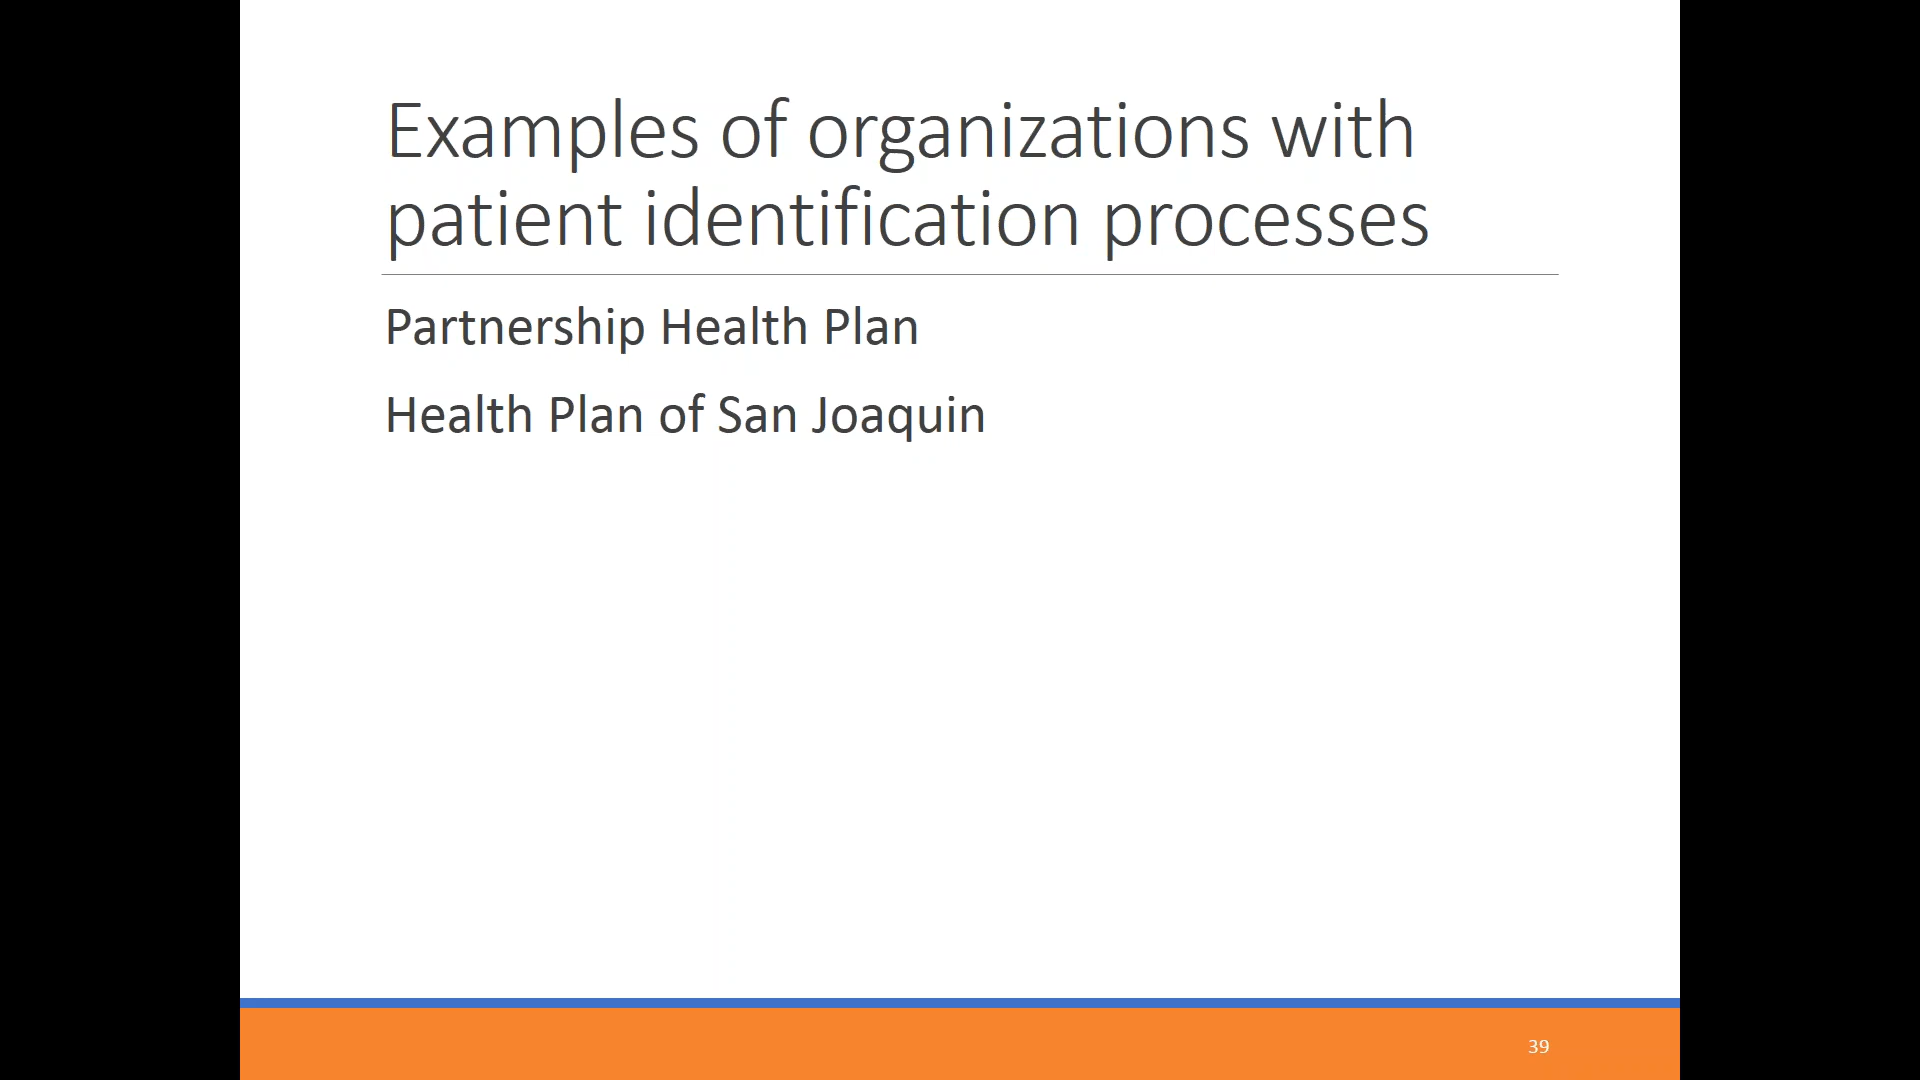 Examples of organizations with
patient identification processes
Partnership Health Plan
Health Plan of San Joaquin
39